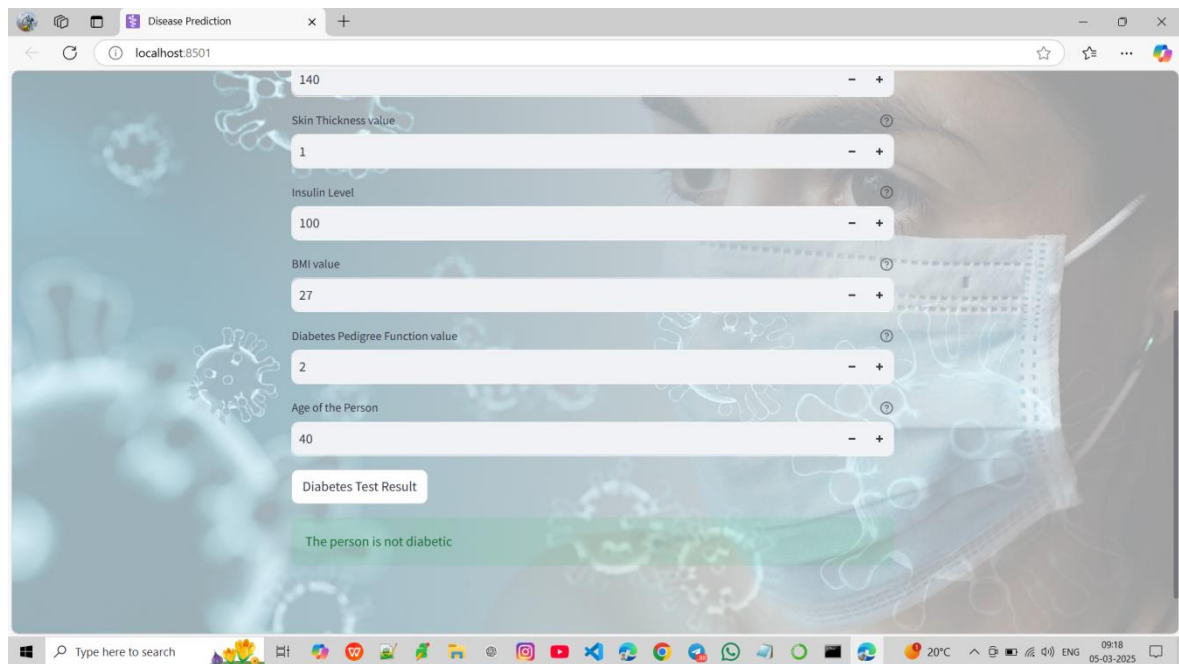 Disease Prediction
localhost:8501
140
Skin Thickness value
1
Insulin Level
100
BMI value
27
Diabetes Pedigree Function value
2
Age of the Person
40
Diabetes Test Result
The person is not diabetic
Type here to search
20°C
ENG
09:18
05-03-2025